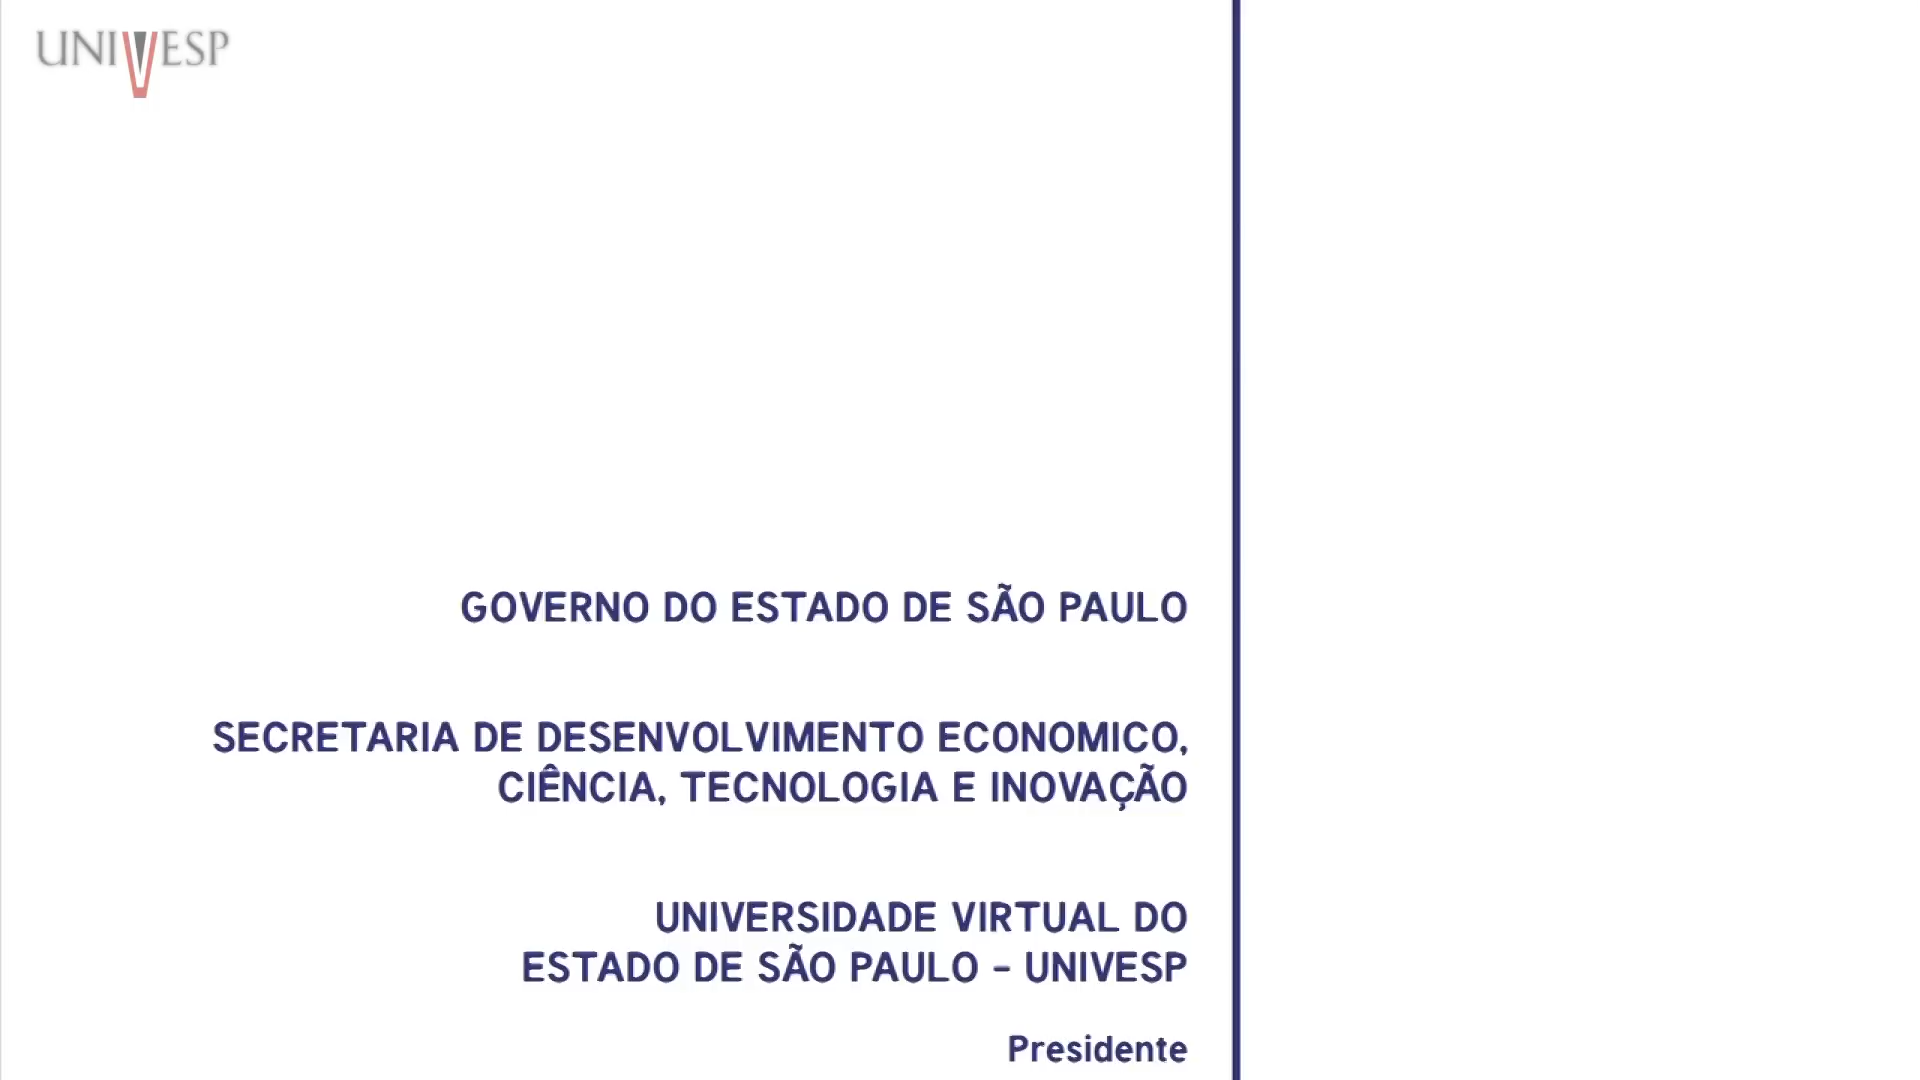 UNIVESP
GOVERNO DO ESTADO DE SÃO PAULO
SECRETARIA DE DESENVOLVIMENTO ECONOMICO,
CIÊNCIA, TECNOLOGIA E INOVAÇÃO
UNIVERSIDADE VIRTUAL DO
ESTADO DE SÃO PAULO - UNIVESP
Presidente